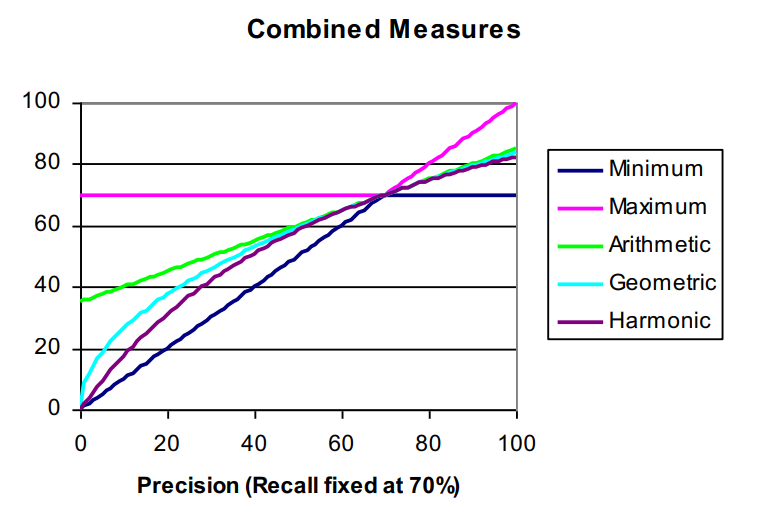 Combined Measures
100
80
60
40
20
0
0 20 40 60 80 100
Precision (Recall fixed at 70%)
Minimum
Maximum
Arithmetic
Geometric
Harmonic